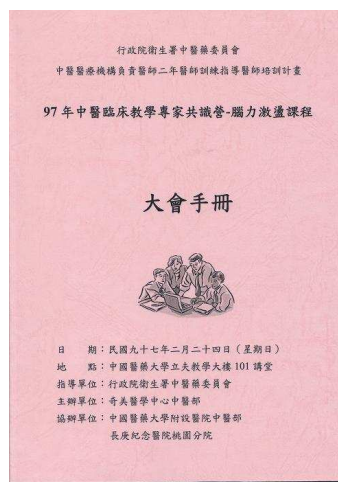 行政院衛生署中醫藥委員會
中醫醫療機構負責醫師二年醫師訓練指導醫師培訓計畫
97 年中醫臨床教學專家共識營-腦力激盪課程
大會手冊
日　　期：民國九十七年二月二十四日（星期日）
地　　點：中國醫藥大學立夫教學大樓 101 講堂
指導單位：行政院衛生署中醫藥委員會
主辦單位：奇美醫學中心中醫部
協辦單位：中國醫藥大學附設醫院中醫部
長庚紀念醫院桃園分院